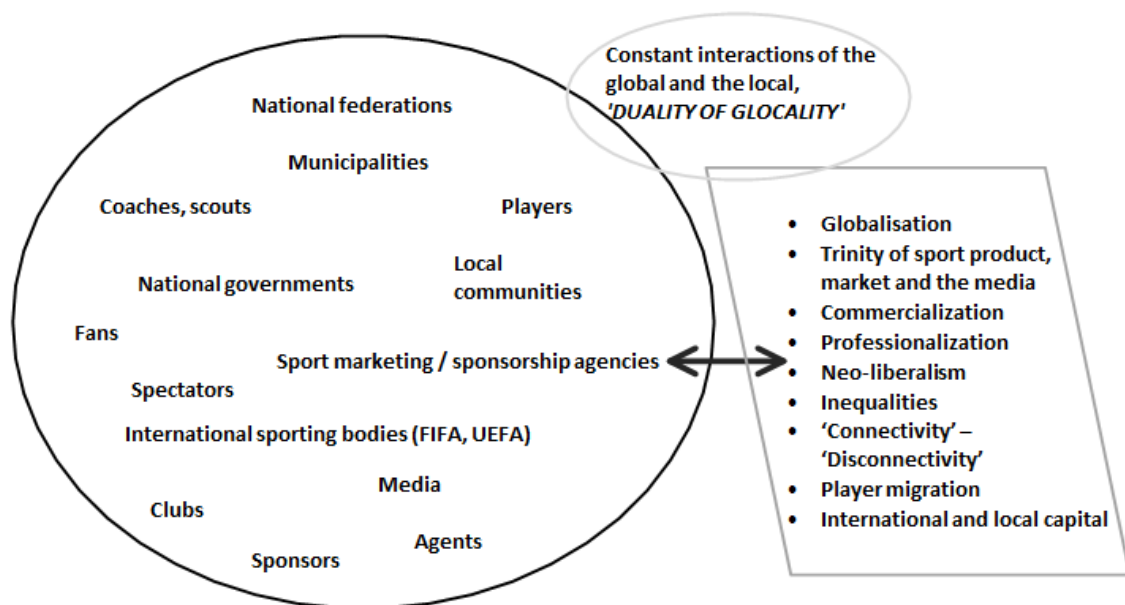 Constant interactions of the
global and the local,
'DUALITY OF GLOCALITY'
National federations
Municipalities
Coaches, scouts
Players
National governments
Local
communities
Fans
Sport marketing / sponsorship agencies
Spectators
International sporting bodies (FIFA, UEFA)
Media
Clubs
Agents
Sponsors
• Globalisation
• Trinity of sport product,
market and the media
• Commercialization
• Professionalization
• Neo-liberalism
• Inequalities
• ‘Connectivity’ –
‘Disconnectivity’
• Player migration
• International and local capital